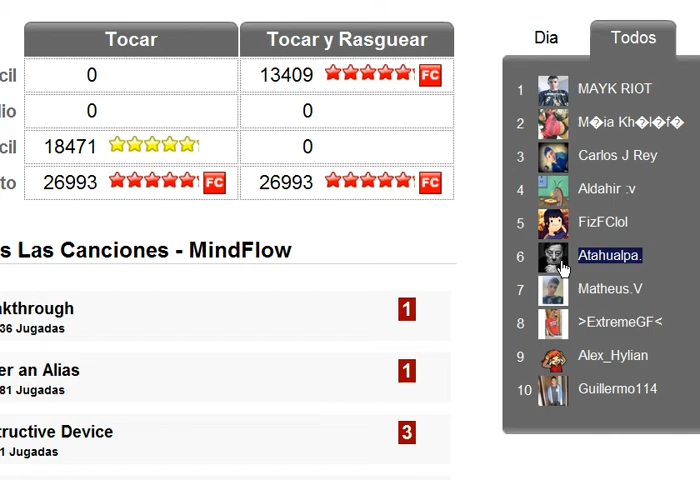 Tocar Tocar y Rasguear
cil 0 13409 FC
lio 0 0
cil 18471 0
to 26993 FC 26993 FC
s Las Canciones - MindFlow
akthrough 1
36 Jugadas
er an Alias 1
81 Jugadas
tructive Device 3
1 Jugadas
Dia Todos
1 MAYK RIOT
2 M�ia Kh�l�f�
3 Carlos J Rey
4 Aldahir :v
5 FizFClol
6 Atahualpa.
7 Matheus.V
8 >ExtremeGF<
9 Alex_Hylian
10 Guillermo114